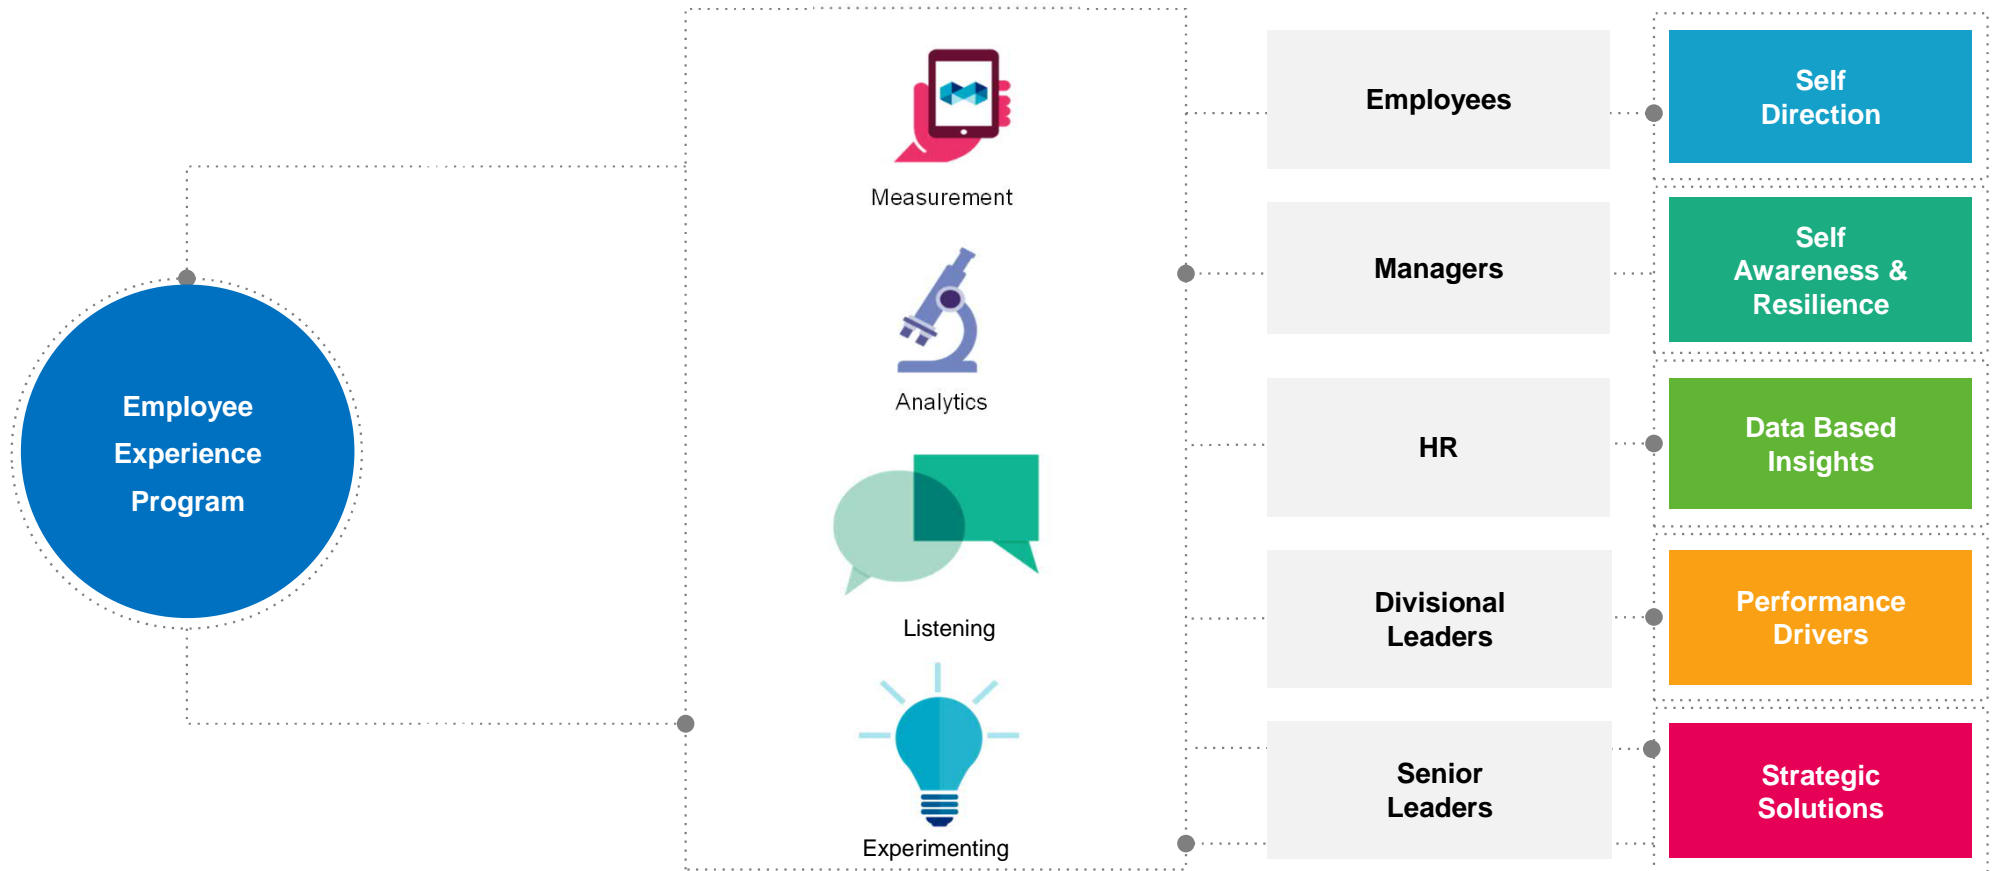 Employee
Experience
Program
Measurement
Analytics
Listening
Experimenting
Employees
Self
Direction
Managers
Self
Awareness &
Resilience
HR
Data Based
Insights
Divisional
Leaders
Performance
Drivers
Senior
Leaders
Strategic
Solutions